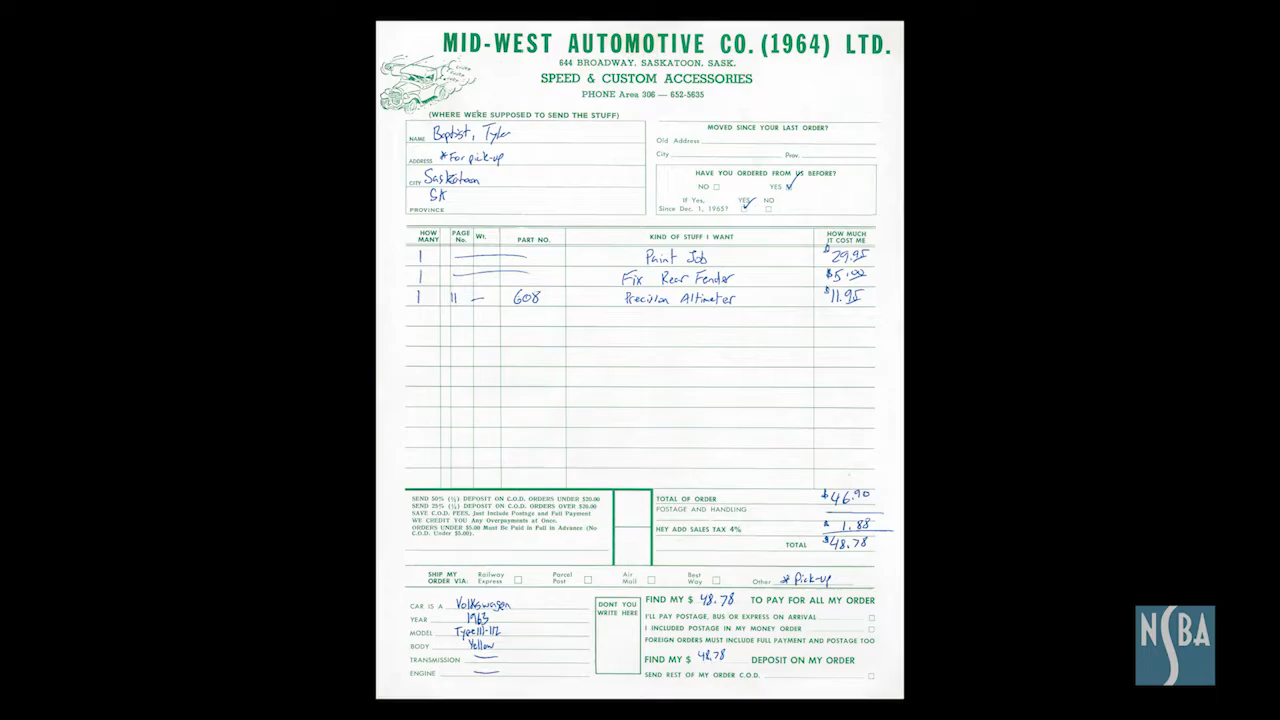 MID-WEST AUTOMOTIVE CO. (1964) LTD.
644 BROADWAY, SASKATOON, SASK.
SPEED & CUSTOM ACCESSORIES
PHONE Area 306 — 652-5635
(WHERE WE'RE SUPPOSED TO SEND THE STUFF)
NAME Baptist, Tyler
ADDRESS *For pick-up
CITY Saskatoon
SK
PROVINCE
MOVED SINCE YOUR LAST ORDER?
Old Address
City Prov.
HAVE YOU ORDERED FROM US BEFORE?
NO YES
If Yes, YES NO
Since Dec. 1, 1965?
HOW MANY PAGE No. Wt. PART NO. KIND OF STUFF I WANT HOW MUCH IT COST ME
1 Paint Job $29.95
1 Fix Rear Fender $5.00
1 11 — 608 Precision Altimeter $11.95
SEND 50% (½) DEPOSIT ON C.O.D. ORDERS UNDER $20.00
SEND 25% (¼) DEPOSIT ON C.O.D. ORDERS OVER $20.00
SAVE C.O.D. FEES, Just Include Postage and Full Payment
WE CREDIT YOU Any Overpayments at Once.
ORDERS UNDER $5.00 Must Be Paid in Full in Advance (No
C.O.D. Under $5.00).
TOTAL OF ORDER $46.90
POSTAGE AND HANDLING
HEY ADD SALES TAX 4% $1.88
TOTAL $48.78
SHIP MY ORDER VIA: Railway Express Parcel Post Air Mail Best Way Other *Pick-up
CAR IS A Volkswagen
YEAR 1963
MODEL Type 111-112
BODY Yellow
TRANSMISSION —
ENGINE —
DONT YOU
WRITE HERE
FIND MY $ 48.78 TO PAY FOR ALL MY ORDER
I'LL PAY POSTAGE, BUS OR EXPRESS ON ARRIVAL
I INCLUDED POSTAGE IN MY MONEY ORDER
FOREIGN ORDERS MUST INCLUDE FULL PAYMENT AND POSTAGE TOO
FIND MY $ 48.78 DEPOSIT ON MY ORDER
SEND REST OF MY ORDER C.O.D.
NSBA